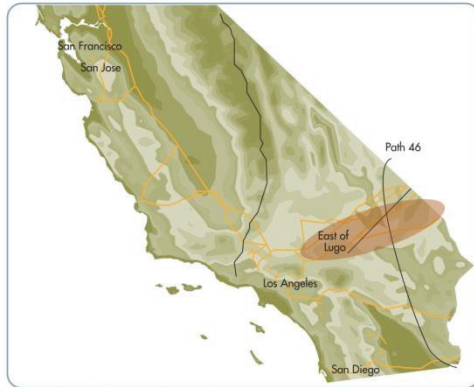 San Francisco
San Jose
Path 46
East of
Lugo
Los Angeles
San Diego